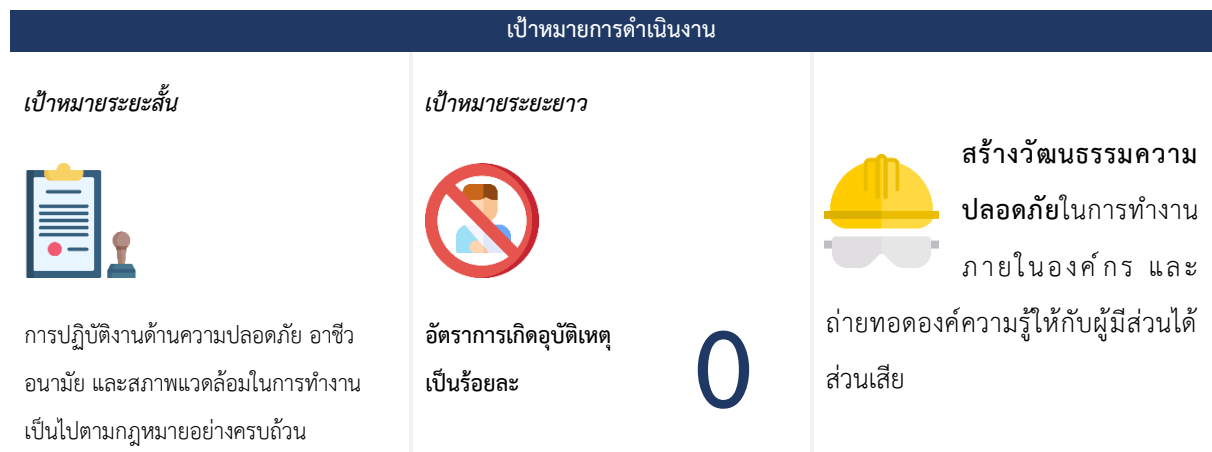 เป้าหมายการดำเนินงาน
เป้าหมายระยะสั้น
การปฏิบัติงานด้านความปลอดภัย อาชีว
อนามัย และสภาพแวดล้อมในการทำงาน
เป็นไปตามกฎหมายอย่างครบถ้วน
เป้าหมายระยะยาว
อัตราการเกิดอุบัติเหตุ
เป็นร้อยละ
0
สร้างวัฒนธรรมความ
ปลอดภัยในการทำงาน
ภายในองค์กร และ
ถ่ายทอดองค์ความรู้ให้กับผู้มีส่วนได้
ส่วนเสีย